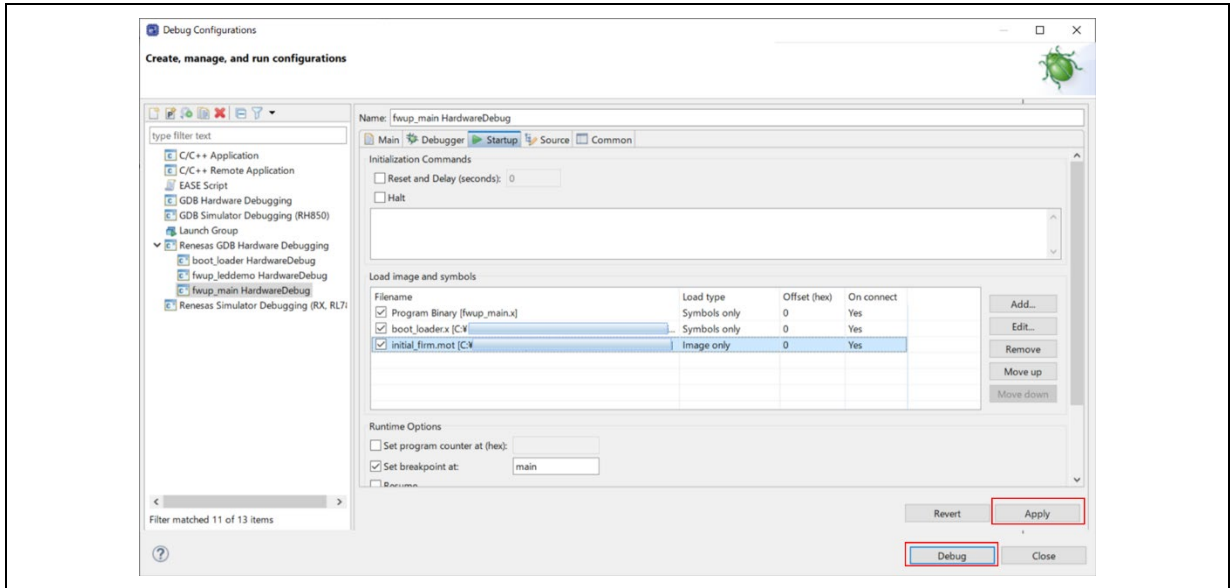 Debug Configurations
Create, manage, and run configurations
type filter text
C/C++ Application
C/C++ Remote Application
EASE Script
GDB Hardware Debugging
GDB Simulator Debugging (RH850)
Launch Group
Renesas GDB Hardware Debugging
boot_loader HardwareDebug
fwup_leddemo HardwareDebug
fwup_main HardwareDebug
Renesas Simulator Debugging (RX, RL78
Filter matched 11 of 13 items
Name: fwup_main HardwareDebug
Main Debugger Startup Source Common
Initialization Commands
Reset and Delay (seconds): 0
Halt
Load image and symbols
Filename Load type Offset (hex) On connect
Program Binary [fwup_main.x] Symbols only 0 Yes
boot_loader.x [C:¥ ... Symbols only 0 Yes
initial_firm.mot [C:¥ ] Image only 0 Yes
Add...
Edit...
Remove
Move up
Move down
Runtime Options
Set program counter at (hex):
Set breakpoint at: main
Resume
Revert Apply
Debug Close